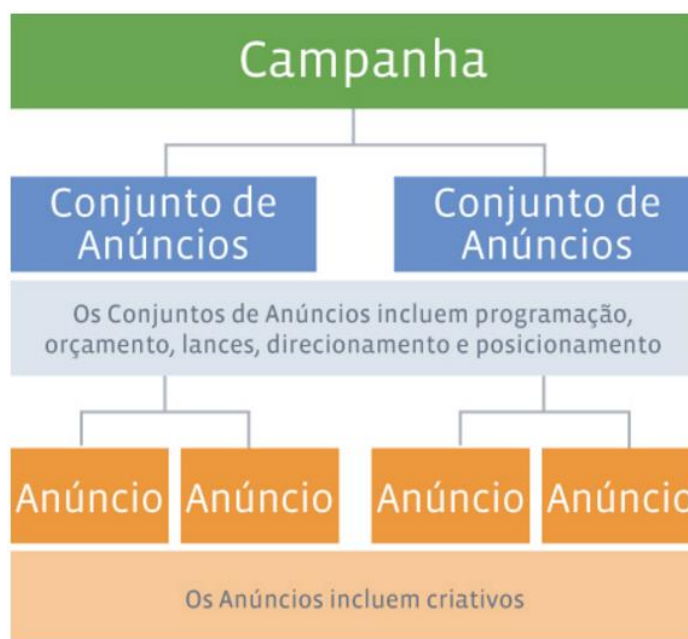 Campanha
Conjunto de
Anúncios
Conjunto de
Anúncios
Os Conjuntos de Anúncios incluem programação,
orçamento, lances, direcionamento e posicionamento
Anúncio
Anúncio
Anúncio
Anúncio
Os Anúncios incluem criativos